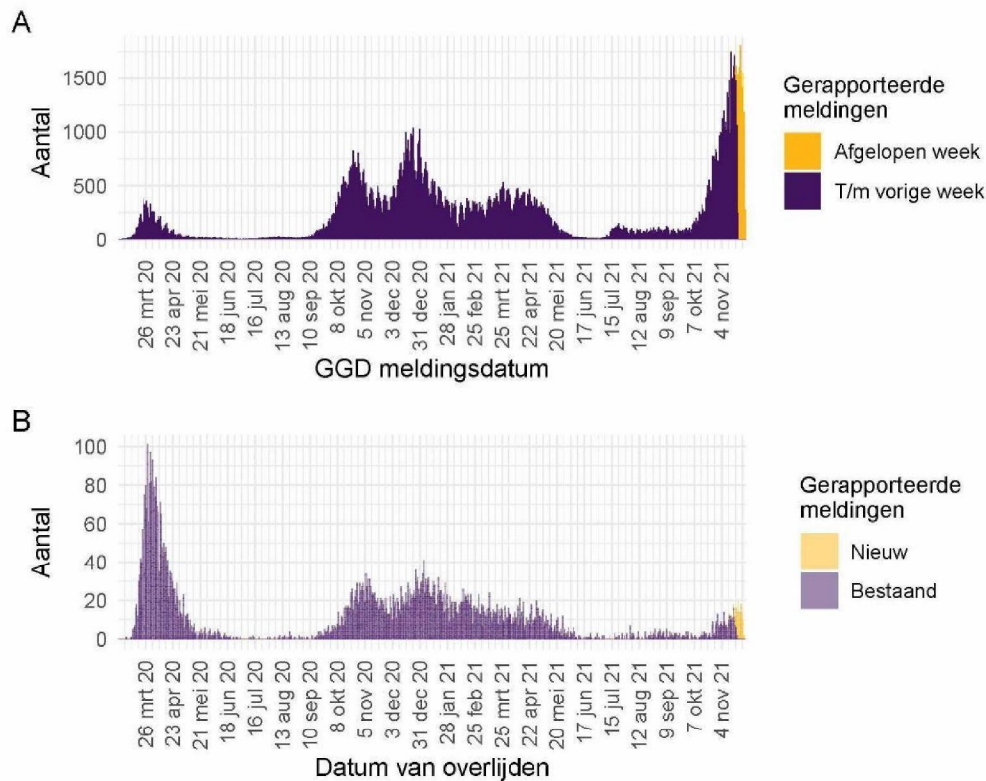 A
Aantal
1500
1000
500
0
26 mrt 20
23 apr 20
21 mei 20
18 jun 20
16 jul 20
13 aug 20
10 sep 20
8 okt 20
5 nov 20
3 dec 20
31 dec 20
28 jan 21
25 feb 21
25 mrt 21
22 apr 21
20 mei 21
17 jun 21
15 jul 21
12 aug 21
9 sep 21
7 okt 21
4 nov 21
GGD meldingsdatum
Gerapporteerde
meldingen
Afgelopen week
T/m vorige week
B
Aantal
100
80
60
40
20
0
26 mrt 20
23 apr 20
21 mei 20
18 jun 20
16 jul 20
13 aug 20
10 sep 20
8 okt 20
5 nov 20
3 dec 20
31 dec 20
28 jan 21
25 feb 21
25 mrt 21
22 apr 21
20 mei 21
17 jun 21
15 jul 21
12 aug 21
9 sep 21
7 okt 21
4 nov 21
Datum van overlijden
Gerapporteerde
meldingen
Nieuw
Bestaand